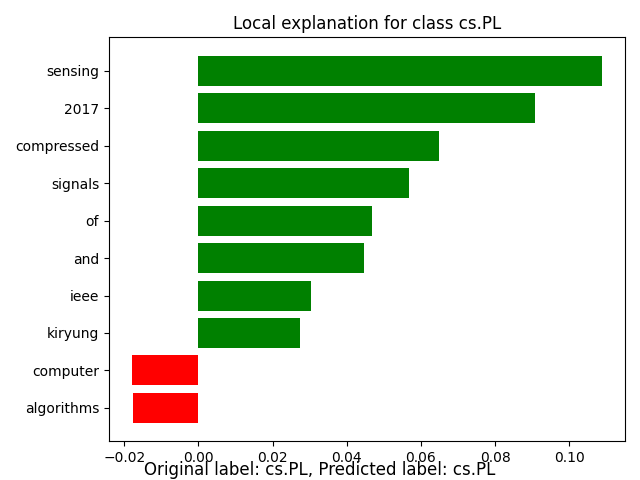 Local explanation for class cs.PL
sensing
2017
compressed
signals
of
and
ieee
kiryung
computer
algorithms
−0.02 0.00 0.02 0.04 0.06 0.08 0.10
Original label: cs.PL, Predicted label: cs.PL